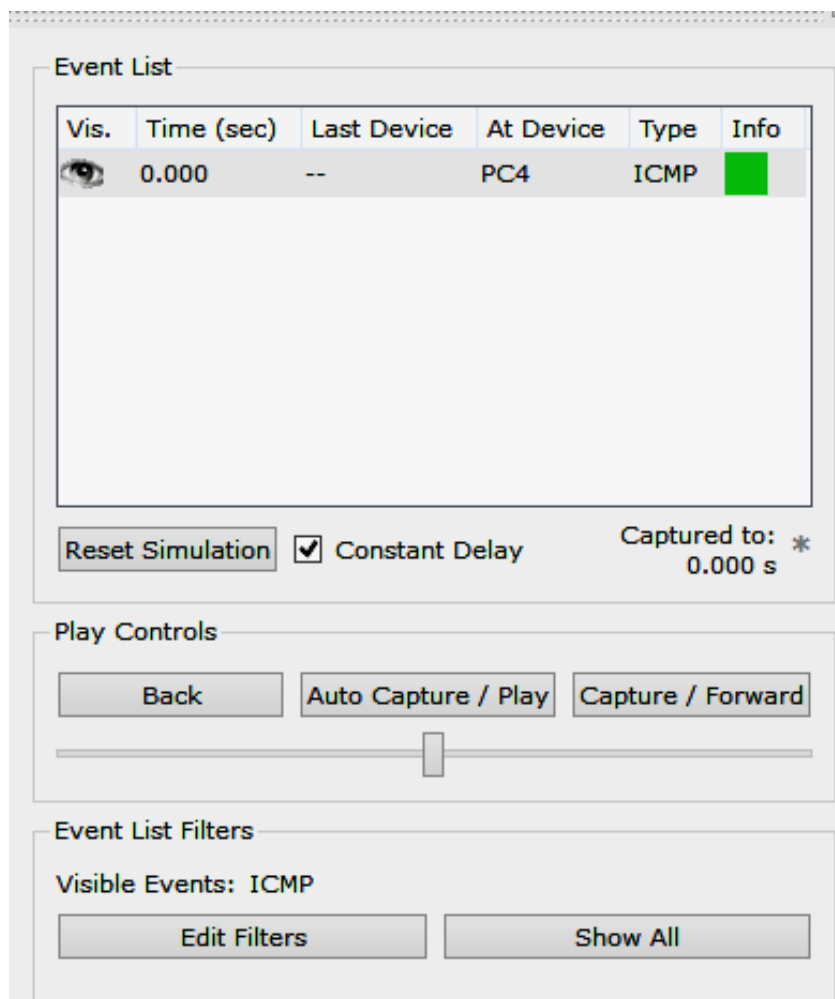 Event List
Vis. Time (sec) Last Device At Device Type Info
0.000 -- PC4 ICMP
Reset Simulation Constant Delay Captured to: *
0.000 s
Play Controls
Back Auto Capture / Play Capture / Forward
Event List Filters
Visible Events: ICMP
Edit Filters Show All